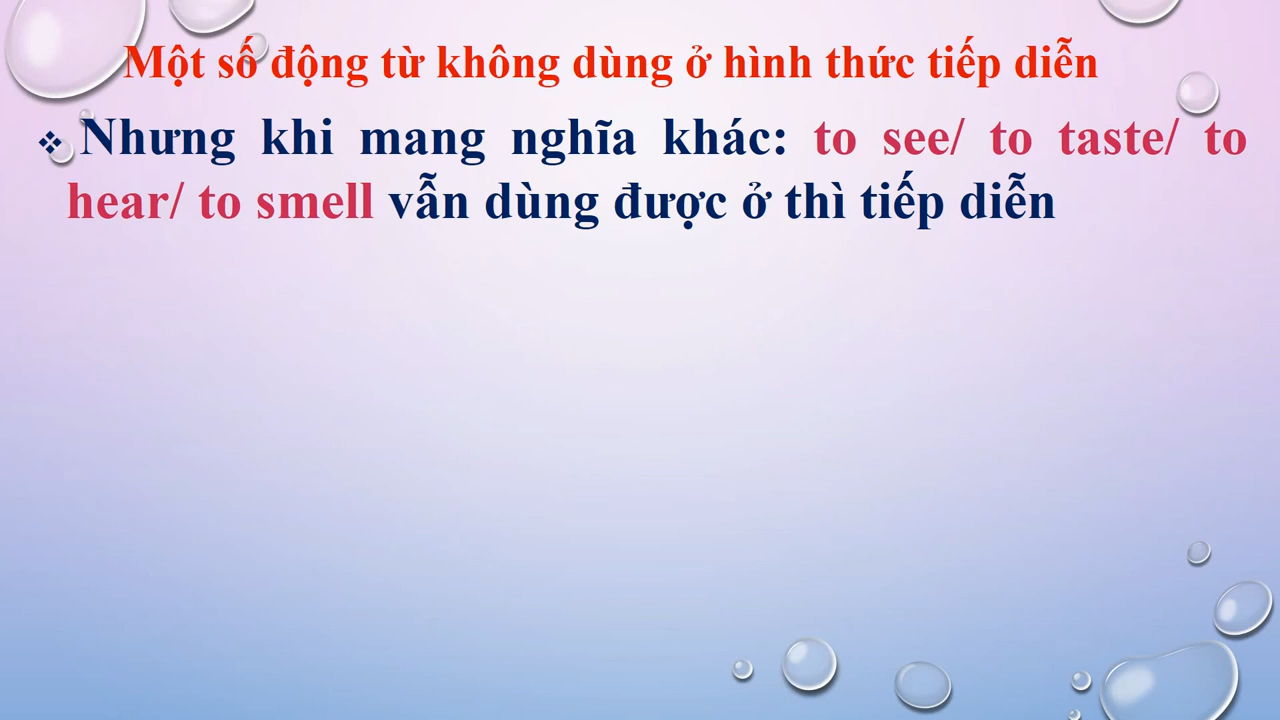 Một số động từ không dùng ở hình thức tiếp diễn
❖ Nhưng khi mang nghĩa khác: to see/ to taste/ to
hear/ to smell vẫn dùng được ở thì tiếp diễn